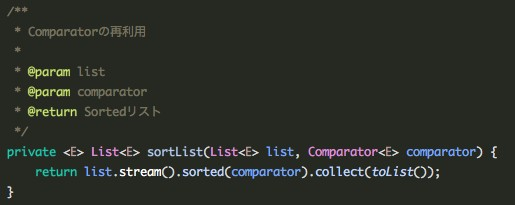 /**
 * Comparatorの再利用
 *
 * @param list
 * @param comparator
 * @return Sortedリスト
 */
private <E> List<E> sortList(List<E> list, Comparator<E> comparator) {
    return list.stream().sorted(comparator).collect(toList());
}